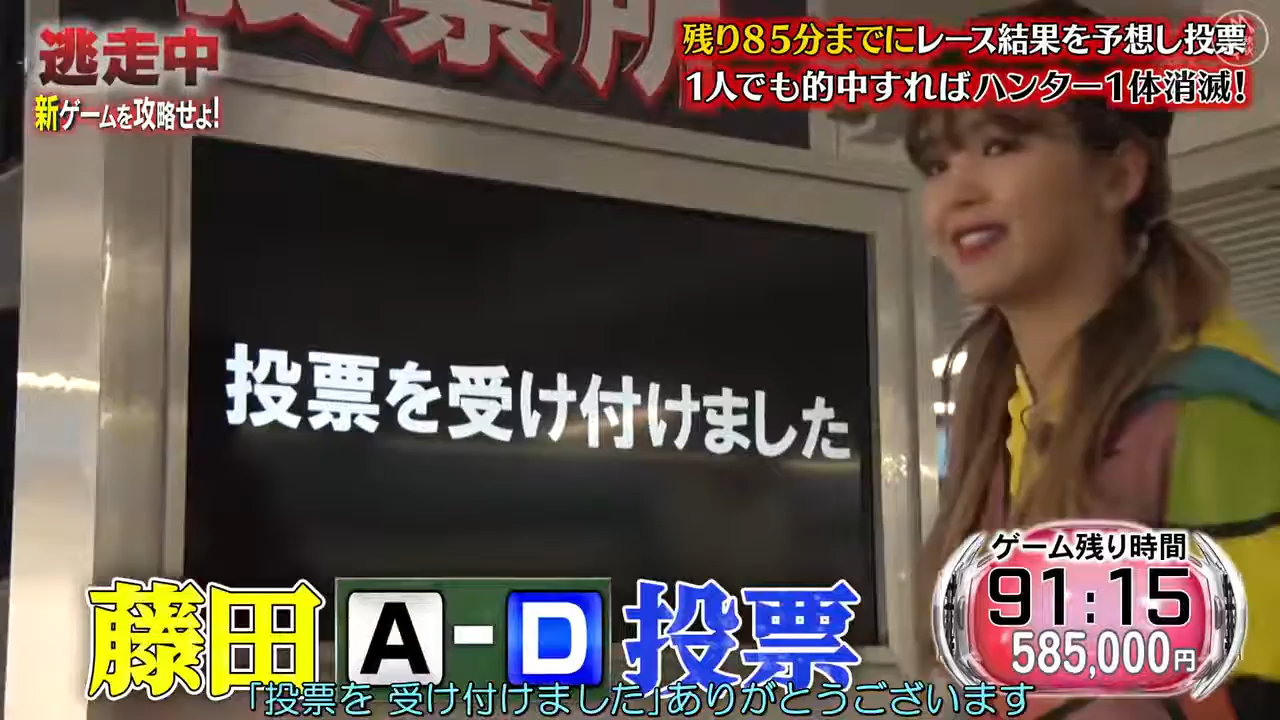 投票所
逃走中
新ゲームを攻略せよ!
残り85分までにレース結果を予想し投票
1人でも的中すればハンター1体消滅!
投票を受け付けました
ゲーム残り時間
91:15
585,000円
藤田 A-D 投票
「投票を 受け付けました」ありがとうございます